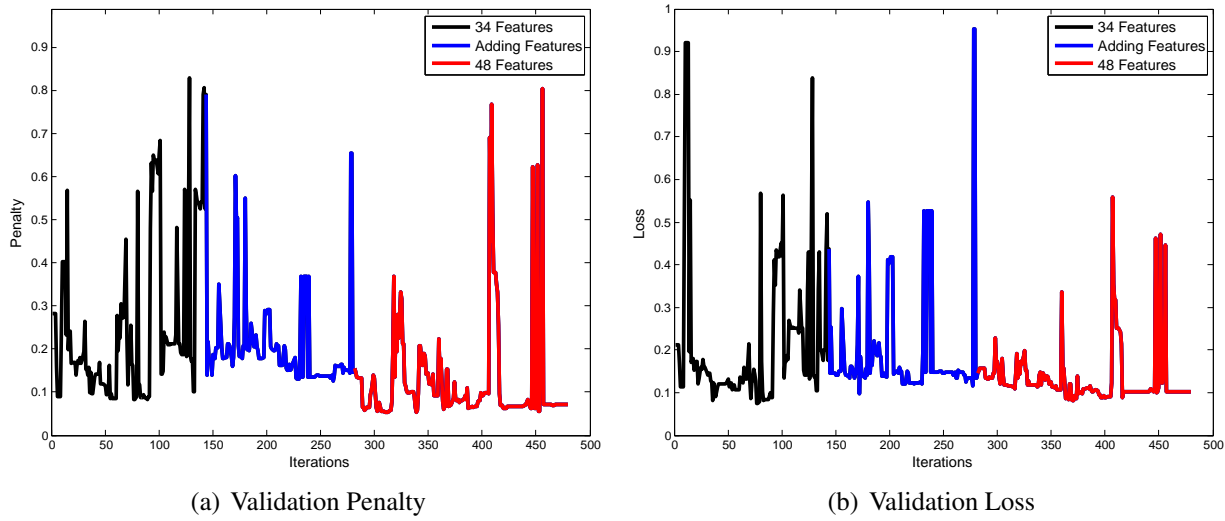 34 Features
Adding Features
48 Features
0.9
0.8
0.7
0.6
0.5
0.4
0.3
0.2
0.1
0
Penalty
0 50 100 150 200 250 300 350 400 450 500
Iterations
(a) Validation Penalty
34 Features
Adding Features
48 Features
1
0.9
0.8
0.7
0.6
0.5
0.4
0.3
0.2
0.1
0
Loss
0 50 100 150 200 250 300 350 400 450 500
Iterations
(b) Validation Loss